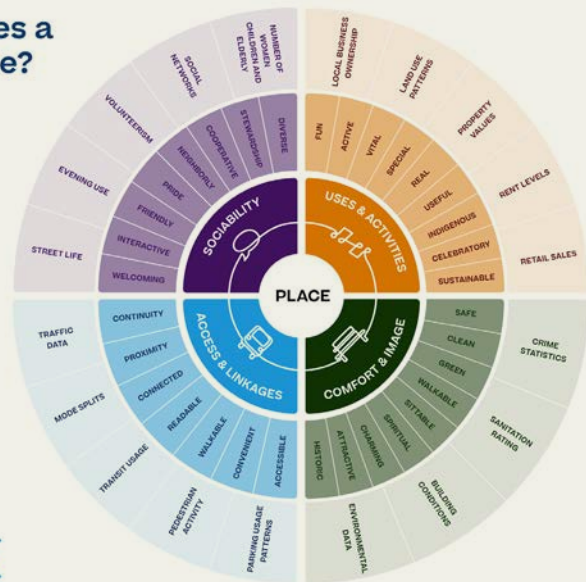 es a
e?
NUMBER OF
WOMEN
CHILDREN AND
ELDERLY
SOCIAL
NETWORKS
VOLUNTEERISM
EVENING USE
STREET LIFE
DIVERSE
STEWARDSHIP
COOPERATIVE
NEIGHBORLY
PRIDE
FRIENDLY
INTERACTIVE
WELCOMING
SOCIABILITY
LOCAL BUSINESS
OWNERSHIP
LAND USE
PATTERNS
PROPERTY
VALUES
RENT LEVELS
RETAIL SALES
FUN
ACTIVE
VITAL
SPECIAL
REAL
USEFUL
INDIGENOUS
CELEBRATORY
SUSTAINABLE
USES & ACTIVITIES
PLACE
ACCESS & LINKAGES
CONTINUITY
PROXIMITY
CONNECTED
READABLE
WALKABLE
CONVENIENT
ACCESSIBLE
TRAFFIC
DATA
MODE SPLITS
TRANSIT USAGE
PEDESTRIAN
ACTIVITY
PARKING USAGE
PATTERNS
COMFORT & IMAGE
SAFE
CLEAN
GREEN
WALKABLE
SITTABLE
SPIRITUAL
CHARMING
ATTRACTIVE
HISTORIC
CRIME
STATISTICS
SANITATION
RATING
BUILDING
CONDITIONS
ENVIRONMENTAL
DATA